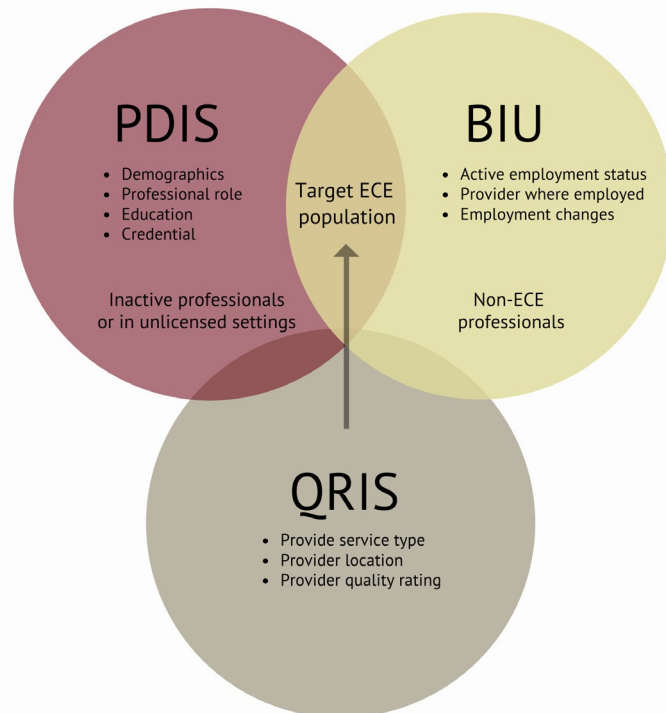 PDIS
• Demographics
• Professional role
• Education
• Credential
Inactive professionals
or in unlicensed settings
Target ECE
population
BIU
• Active employment status
• Provider where employed
• Employment changes
Non-ECE
professionals
QRIS
• Provide service type
• Provider location
• Provider quality rating